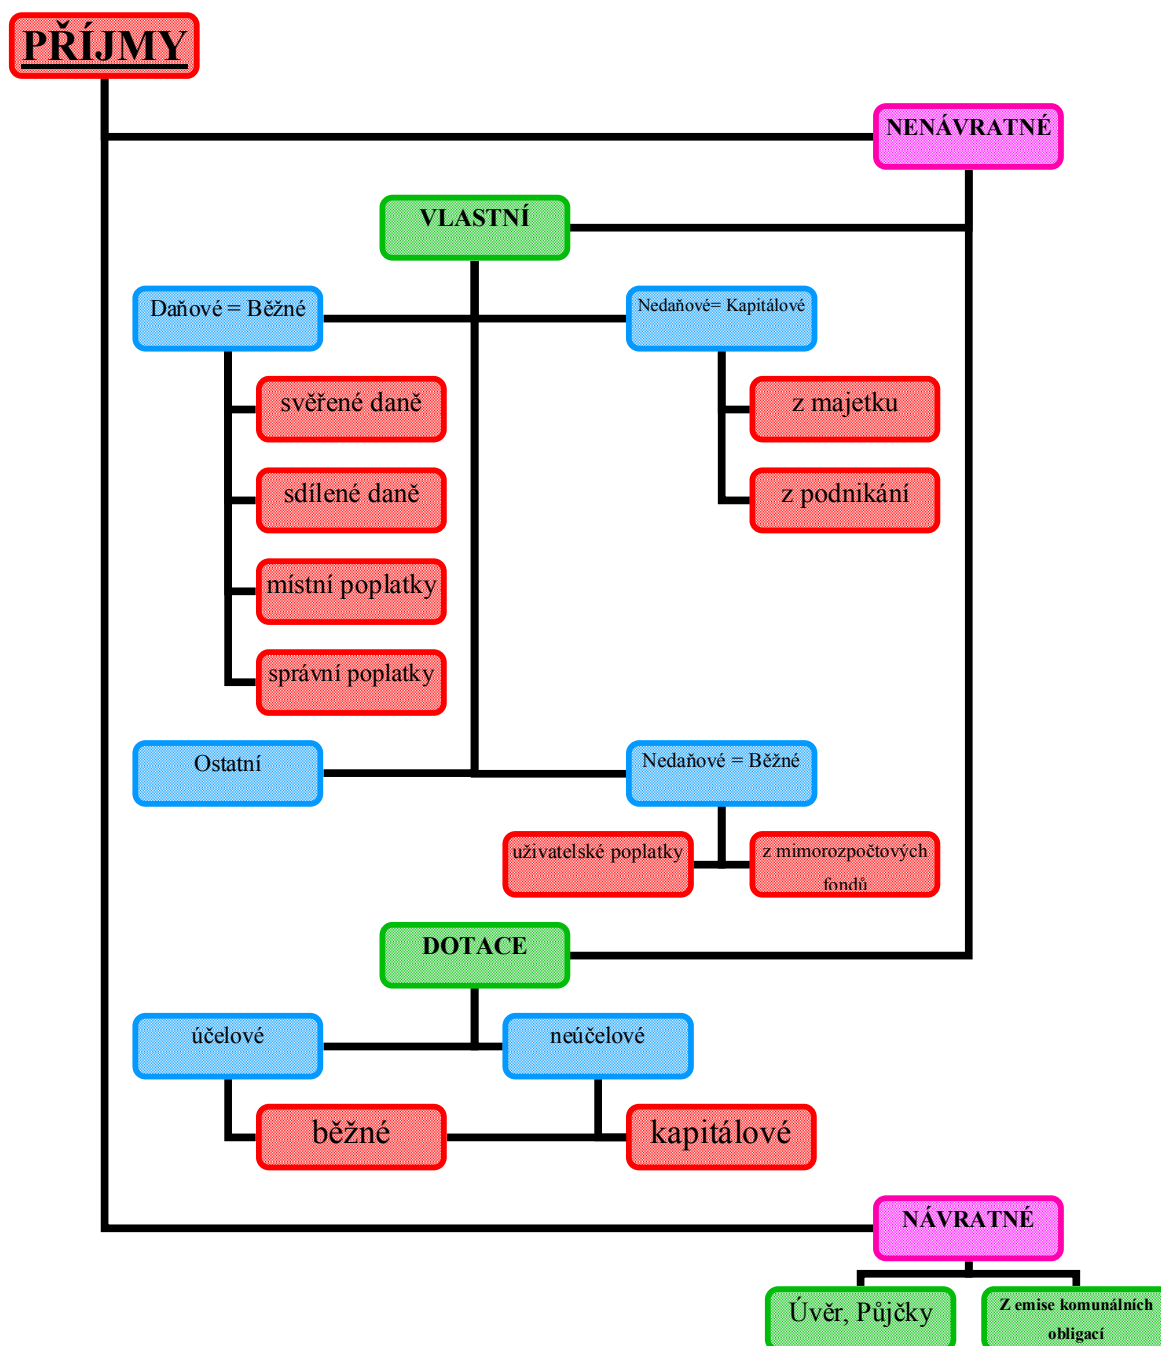 PŘÍJMY
NENÁVRATNÉ
VLASTNÍ
Daňové = Běžné
Nedaňové= Kapitálové
svěřené daně
z majetku
sdílené daně
z podnikání
místní poplatky
správní poplatky
Ostatní
Nedaňové = Běžné
uživatelské poplatky
z mimorozpočtových
fondů
DOTACE
účelové
neúčelové
běžné
kapitálové
NÁVRATNÉ
Úvěr, Půjčky
Z emise komunálních
obligací